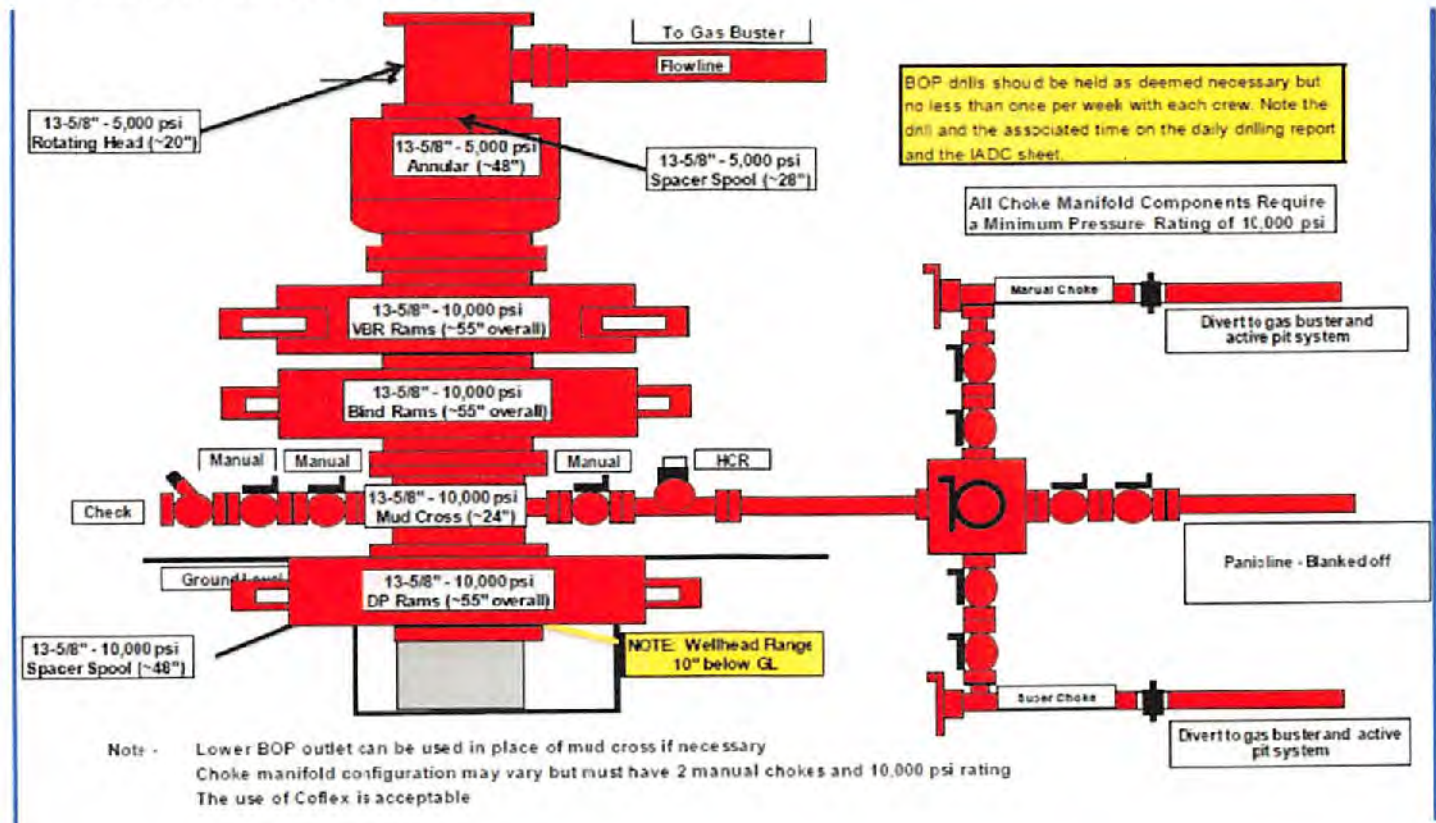 To Gas Buster
Flowline
13-5/8" - 5,000 psi
Rotating Head (~20")
13-5/8" - 5,000 psi
Annular (~48")
13-5/8" - 5,000 psi
Spacer Spool (~28")
BOP drills shoud be held as deemed necessary but
no less than once per week with each crew. Note the
drill and the associated time on the daily drilling report
and the IADC sheet.
All Choke Manifold Components Require
a Minimum Pressure Rating of 10,000 psi
13-5/8" - 10,000 psi
VBR Rams (~55" overall)
13-5/8" - 10,000 psi
Blind Rams (~55" overall)
Manual
Manual
Manual
HCR
Check
13-5/8" - 10,000 psi
Mud Cross (~24")
Ground Level
13-5/8" - 10,000 psi
DP Rams (~55" overall)
13-5/8" - 10,000 psi
Spacer Spool (~48")
NOTE: Wellhead Flange
10" below GL
Manual Choke
Divert to gas buster and
active pit system
Panic line - Blanked off
Super Choke
Divert to gas buster and active
pit system
Note - Lower BOP outlet can be used in place of mud cross if necessary
Choke manifold configuration may vary but must have 2 manual chokes and 10,000 psi rating
The use of Coflex is acceptable